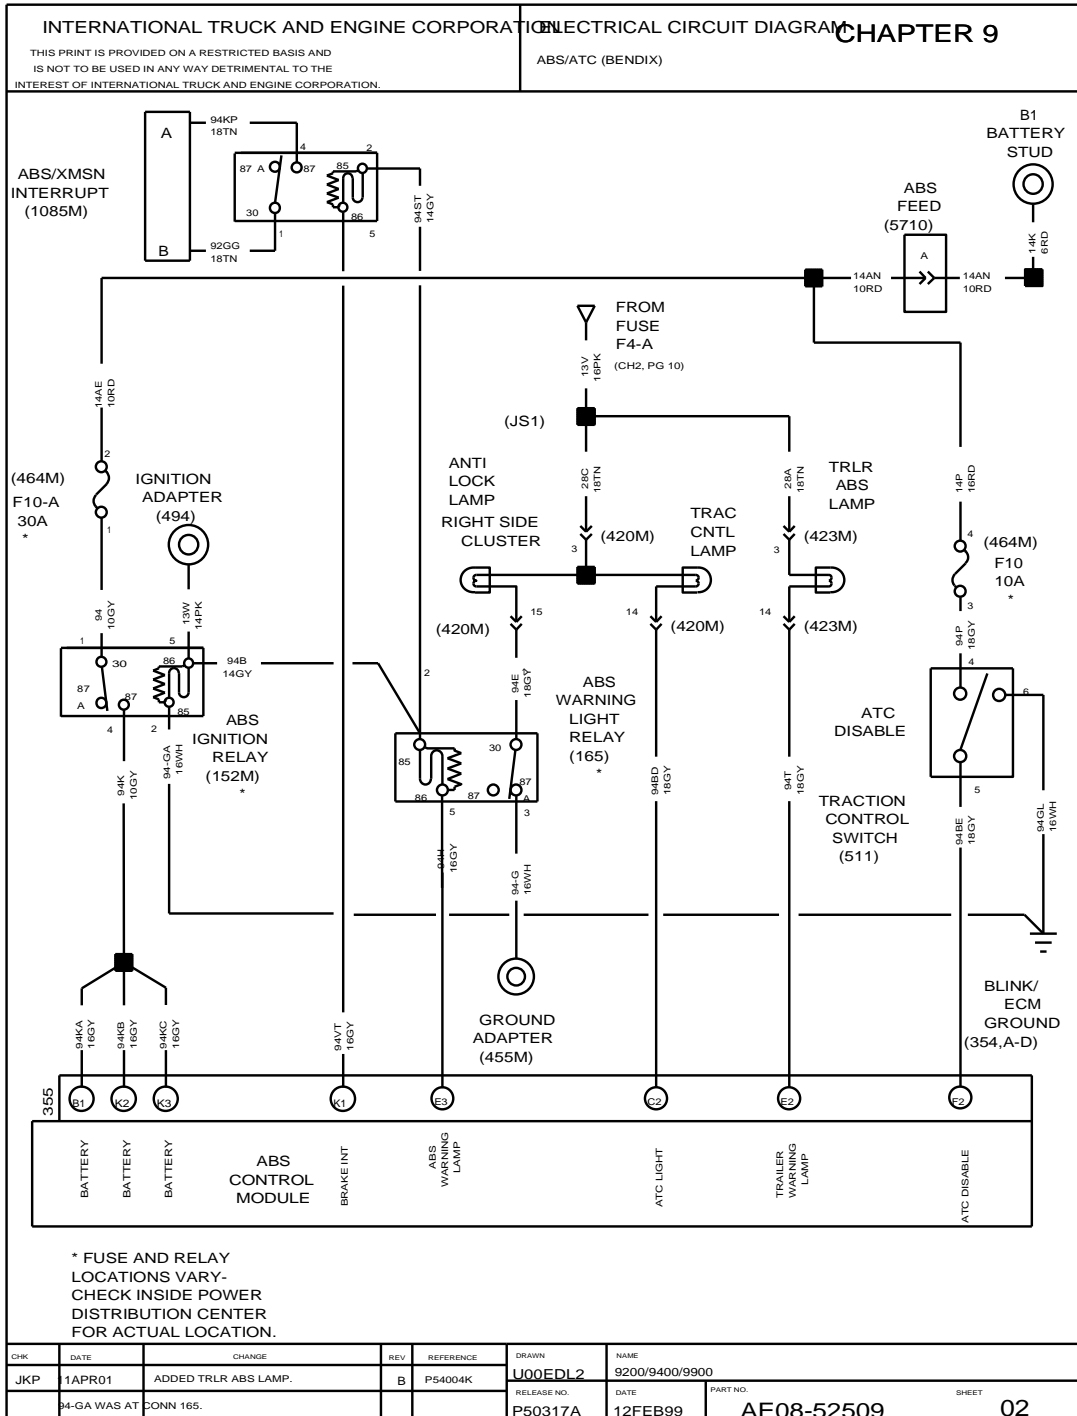 INTERNATIONAL TRUCK AND ENGINE CORPORATION
THIS PRINT IS PROVIDED ON A RESTRICTED BASIS AND
IS NOT TO BE USED IN ANY WAY DETRIMENTAL TO THE
INTEREST OF INTERNATIONAL TRUCK AND ENGINE CORPORATION.
ELECTRICAL CIRCUIT DIAGRAM
CHAPTER 9
ABS/ATC (BENDIX)
A
B
94KP
18TN
92GG
18TN
ABS/XMSN
INTERRUPT
(1085M)
4
2
87 A
87
85
30
86
1
5
94ST
14GY
B1
BATTERY
STUD
ABS
FEED
(5710)
A
14K
6RD
14AN
10RD
14AN
10RD
FROM
FUSE
F4-A
(CH2, PG 10)
13V
16PK
(JS1)
14AE
10RD
2
(464M)
F10-A
30A
*
1
IGNITION
ADAPTER
(494)
94
10GY
13W
14PK
ANTI
LOCK
LAMP
RIGHT SIDE
CLUSTER
28C
18TN
28A
18TN
TRLR
ABS
LAMP
TRAC
CNTL
LAMP
14P
16RD
3
(420M)
3
(423M)
4
(464M)
F10
10A
*
3
15
(420M)
14
(420M)
14
(423M)
94P
18GY
1
5
30
86
87
A
87
85
4
2
94B
14GY
ABS
IGNITION
RELAY
(152M)
*
94K
10GY
94-GA
16WH
2
94E
18GY
ABS
WARNING
LIGHT
RELAY
(165)
*
85
30
86
87
87
A
5
3
94H
16GY
94-G
16WH
94BD
18GY
94T
18GY
4
6
ATC
DISABLE
5
TRACTION
CONTROL
SWITCH
(511)
94BE
18GY
94GL
16WH
GROUND
ADAPTER
(455M)
BLINK/
ECM
GROUND
(354,A-D)
94KA
16GY
94KB
16GY
94KC
16GY
94VT
16GY
355
B1
K2
K3
K1
E3
C2
E2
F2
BATTERY
BATTERY
BATTERY
ABS
CONTROL
MODULE
BRAKE INT
ABS
WARNING
LAMP
ATC LIGHT
TRAILER
WARNING
LAMP
ATC DISABLE
* FUSE AND RELAY
LOCATIONS VARY-
CHECK INSIDE POWER
DISTRIBUTION CENTER
FOR ACTUAL LOCATION.
CHK
DATE
CHANGE
REV
REFERENCE
DRAWN
NAME
JKP
11APR01
ADDED TRLR ABS LAMP.
B
P54004K
U00EDL2
9200/9400/9900
94-GA WAS AT CONN 165.
RELEASE NO.
DATE
PART NO.
SHEET
P50317A
12FEB99
AE08-52509
02